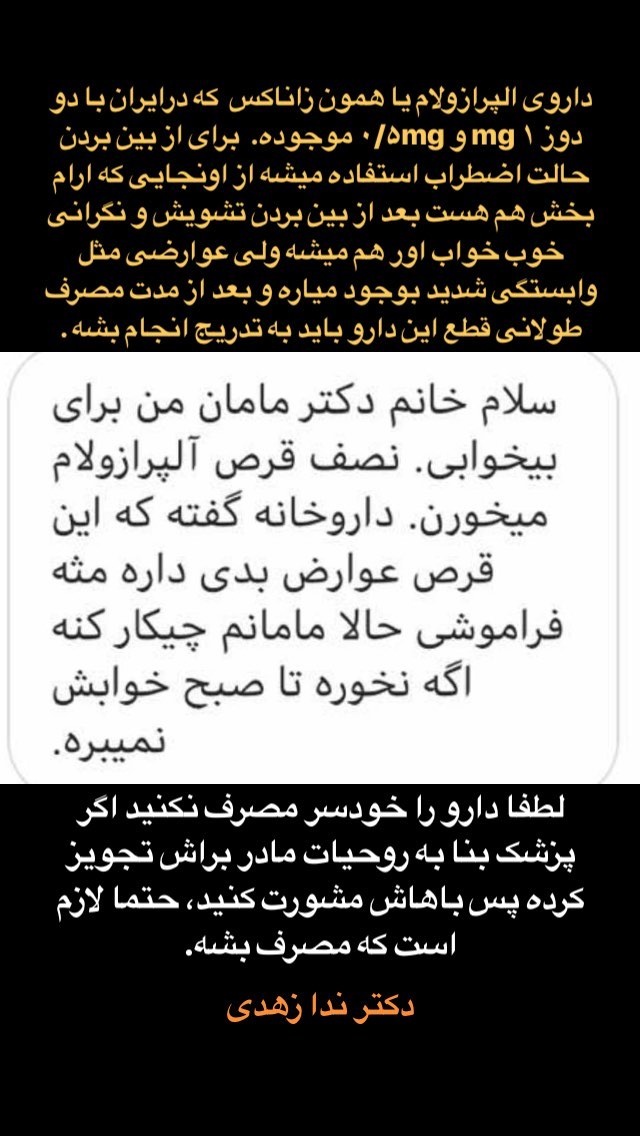 داروی الپرازولام یا همون زاناکس که درایران با دو
دوز ۱ mg و ۰/۵mg موجوده. برای از بین بردن
حالت اضطراب استفاده میشه از اونجایی که ارام
بخش هم هست بعد از بین بردن تشویش و نگرانی
خوب خواب اور هم میشه ولی عوارضی مثل
وابستگی شدید بوجود میاره و بعد از مدت مصرف
طولانی قطع این دارو باید به تدریج انجام بشه.
سلام خانم دکتر مامان من برای
بیخوابی. نصف قرص آلپرازولام
میخورن. داروخانه گفته که این
قرص عوارض بدی داره مثه
فراموشی حالا مامانم چیکار کنه
اگه نخوره تا صبح خوابش
نمیبره.
لطفا دارو را خودسر مصرف نکنید اگر
پزشک بنا به روحیات مادر براش تجویز
کرده پس باهاش مشورت کنید، حتما لازم
است که مصرف بشه.
دکتر ندا زهدی